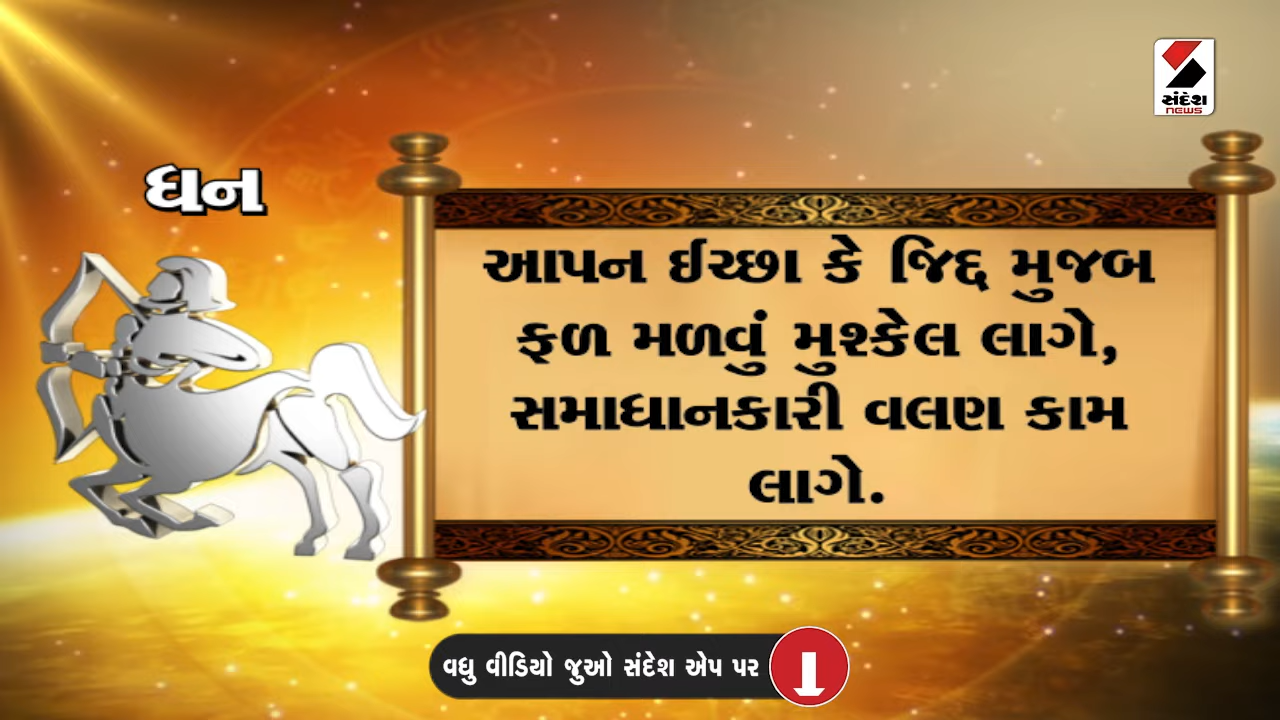 સંદેશ
NEWS
ધન
આપન ઈચ્છા કે જિદ્દ મુજબ
ફળ મળવું મુશ્કેલ લાગે,
સમાધાનકારી વલણ કામ
લાગે.
વધુ વીડિયો જુઓ સંદેશ એપ પર